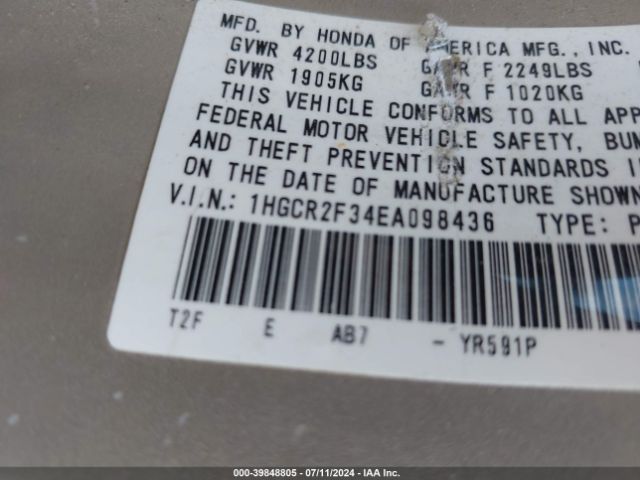 MFD. BY HONDA OF AMERICA MFG., INC.
GVWR 4200LBS GAWR F 2249LBS
GVWR 1905KG GAWR F 1020KG
THIS VEHICLE CONFORMS TO ALL APP
FEDERAL MOTOR VEHICLE SAFETY, BUM
AND THEFT PREVENTION STANDARDS I
ON THE DATE OF MANUFACTURE SHOWN
V.I.N.: 1HGCR2F34EA098436 TYPE: P
T2F E AB7 - YR591P
IAA - 39848805 - 07/11/2024 - IAAI.com